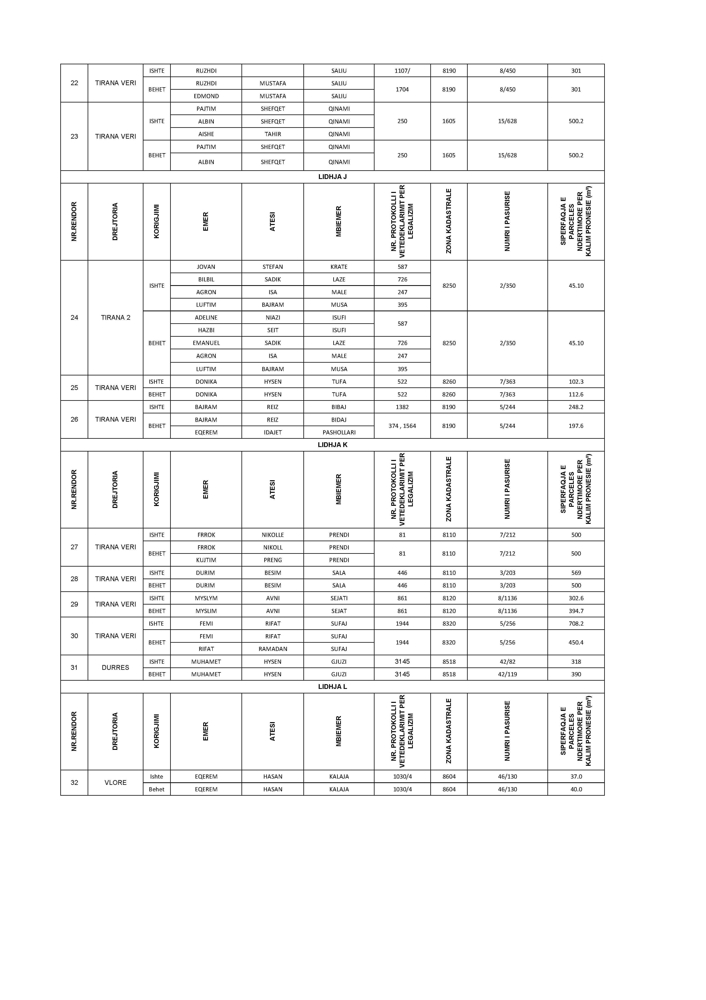 22 TIRANA VERI ISHTE RUZHDI SALIU 1107/ 8190 8/450 301
BEHET RUZHDI MUSTAFA SALIU 1704 8190 8/450 301
EDMOND MUSTAFA SALIU
23 TIRANA VERI ISHTE PAJTIM SHEFQET QINAMI 250 1605 15/628 500.2
ALBIN SHEFQET QINAMI
AISHE TAHIR QINAMI
BEHET PAJTIM SHEFQET QINAMI 250 1605 15/628 500.2
ALBIN SHEFQET QINAMI
LIDHJA J
NR.RENDOR DREJTORIA KORIGJIMI EMER ATESI MBIEMER NR. PROTOKOLLI I VETEDEKLARIMIT PER LEGALIZIM ZONA KADASTRALE NUMRI I PASURISE SIPERFAQJA E PARCELES NDERTIMORE PER KALIM PRONESIE (m²)
24 TIRANA 2 ISHTE JOVAN STEFAN KRATE 587 8250 2/350 45.10
BILBIL SADIK LAZE 726
AGRON ISA MALE 247
LUFTIM BAJRAM MUSA 395
BEHET ADELINE NIAZI ISUFI 587 8250 2/350 45.10
HAZBI SEIT ISUFI
EMANUEL SADIK LAZE 726
AGRON ISA MALE 247
LUFTIM BAJRAM MUSA 395
25 TIRANA VERI ISHTE DONIKA HYSEN TUFA 522 8260 7/363 102.3
BEHET DONIKA HYSEN TUFA 522 8260 7/363 112.6
26 TIRANA VERI ISHTE BAJRAM REIZ BIBAJ 1382 8190 5/244 248.2
BEHET BAJRAM REIZ BIDAJ 374 , 1564 8190 5/244 197.6
EQEREM IDAJET PASHOLLARI
LIDHJA K
NR.RENDOR DREJTORIA KORIGJIMI EMER ATESI MBIEMER NR. PROTOKOLLI I VETEDEKLARIMIT PER LEGALIZIM ZONA KADASTRALE NUMRI I PASURISE SIPERFAQJA E PARCELES NDERTIMORE PER KALIM PRONESIE (m²)
27 TIRANA VERI ISHTE FRROK NIKOLLE PRENDI 81 8110 7/212 500
BEHET FRROK NIKOLL PRENDI 81 8110 7/212 500
KUJTIM PRENG PRENDI
28 TIRANA VERI ISHTE DURIM BESIM SALA 446 8110 3/203 569
BEHET DURIM BESIM SALA 446 8110 3/203 500
29 TIRANA VERI ISHTE MYSLYM AVNI SEJATI 861 8120 8/1136 302.6
BEHET MYSLIM AVNI SEJAT 861 8120 8/1136 394.7
30 TIRANA VERI ISHTE FEMI RIFAT SUFAJ 1944 8320 5/256 708.2
BEHET FEMI RIFAT SUFAJ 1944 8320 5/256 450.4
RIFAT RAMADAN SUFAJ
31 DURRES ISHTE MUHAMET HYSEN GJUZI 3145 8518 42/82 318
BEHET MUHAMET HYSEN GJUZI 3145 8518 42/119 390
LIDHJA L
NR.RENDOR DREJTORIA KORIGJIMI EMER ATESI MBIEMER NR. PROTOKOLLI I VETEDEKLARIMIT PER LEGALIZIM ZONA KADASTRALE NUMRI I PASURISE SIPERFAQJA E PARCELES NDERTIMORE PER KALIM PRONESIE (m²)
32 VLORE Ishte EQEREM HASAN KALAJA 1030/4 8604 46/130 37.0
Behet EQEREM HASAN KALAJA 1030/4 8604 46/130 40.0